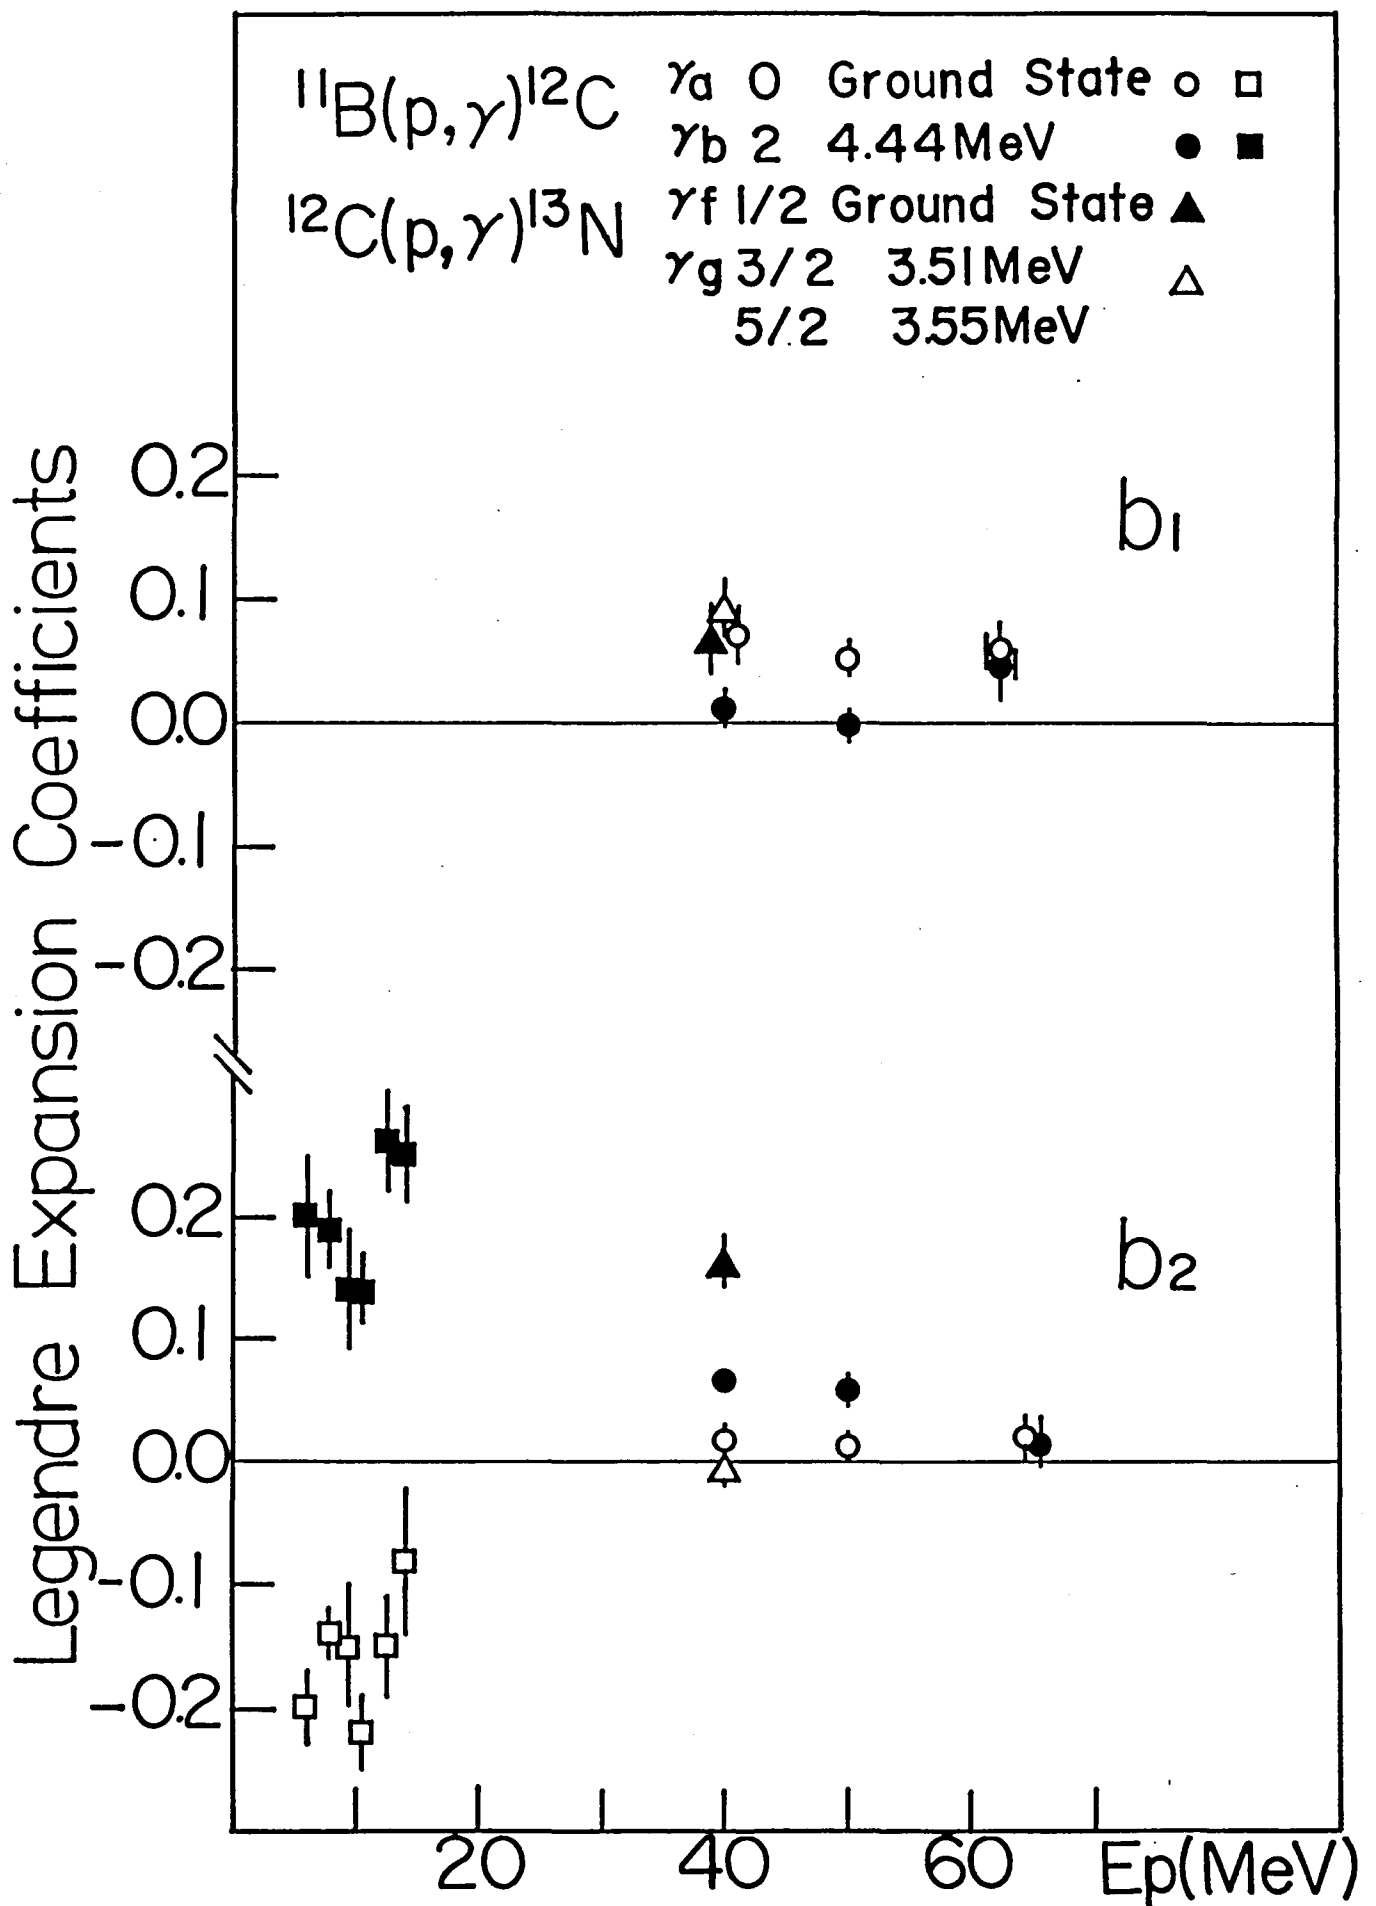 ¹¹B(p,γ)¹²C
γa 0 Ground State
γb 2 4.44MeV
¹²C(p,γ)¹³N
γf 1/2 Ground State
γg 3/2 3.51MeV
5/2 3.55MeV
Legendre Expansion Coefficients
0.2
0.1
0.0
-0.1
-0.2
b1
0.2
0.1
0.0
-0.1
-0.2
b2
20 40 60 Ep(MeV)